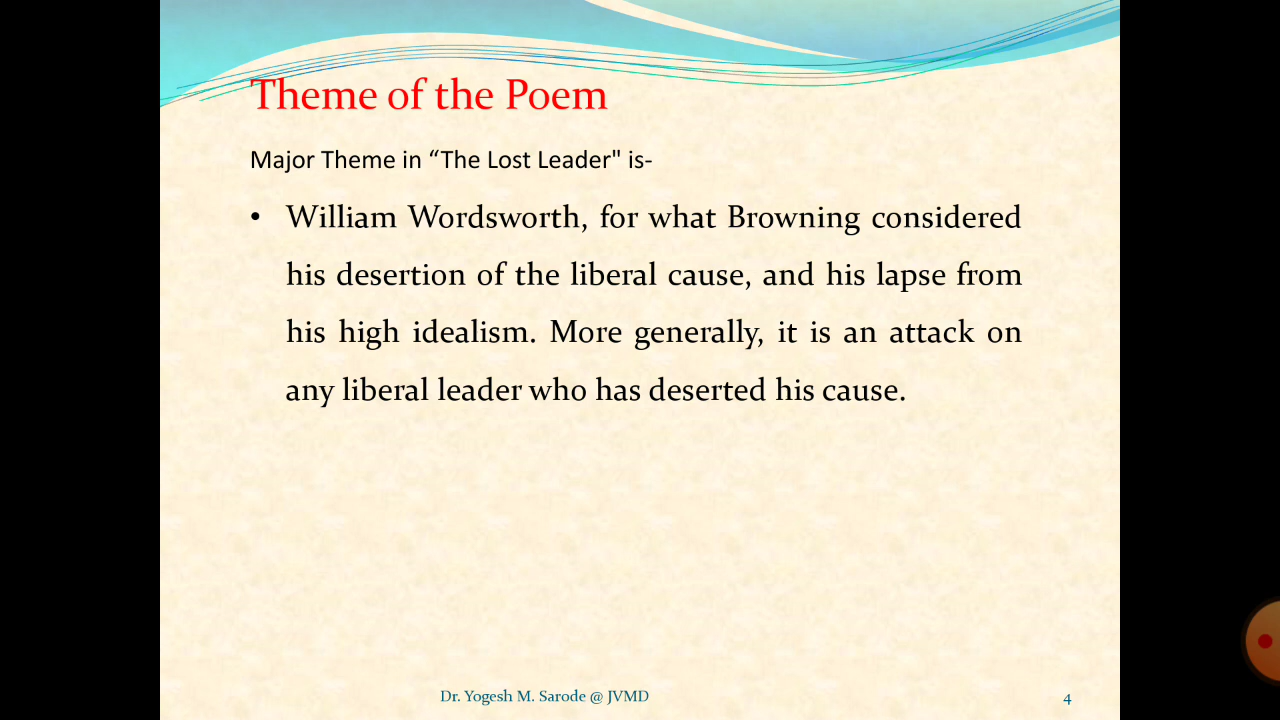 Theme of the Poem
Major Theme in “The Lost Leader" is-
• William Wordsworth, for what Browning considered
his desertion of the liberal cause, and his lapse from
his high idealism. More generally, it is an attack on
any liberal leader who has deserted his cause.
Dr. Yogesh M. Sarode @ JVMD
4